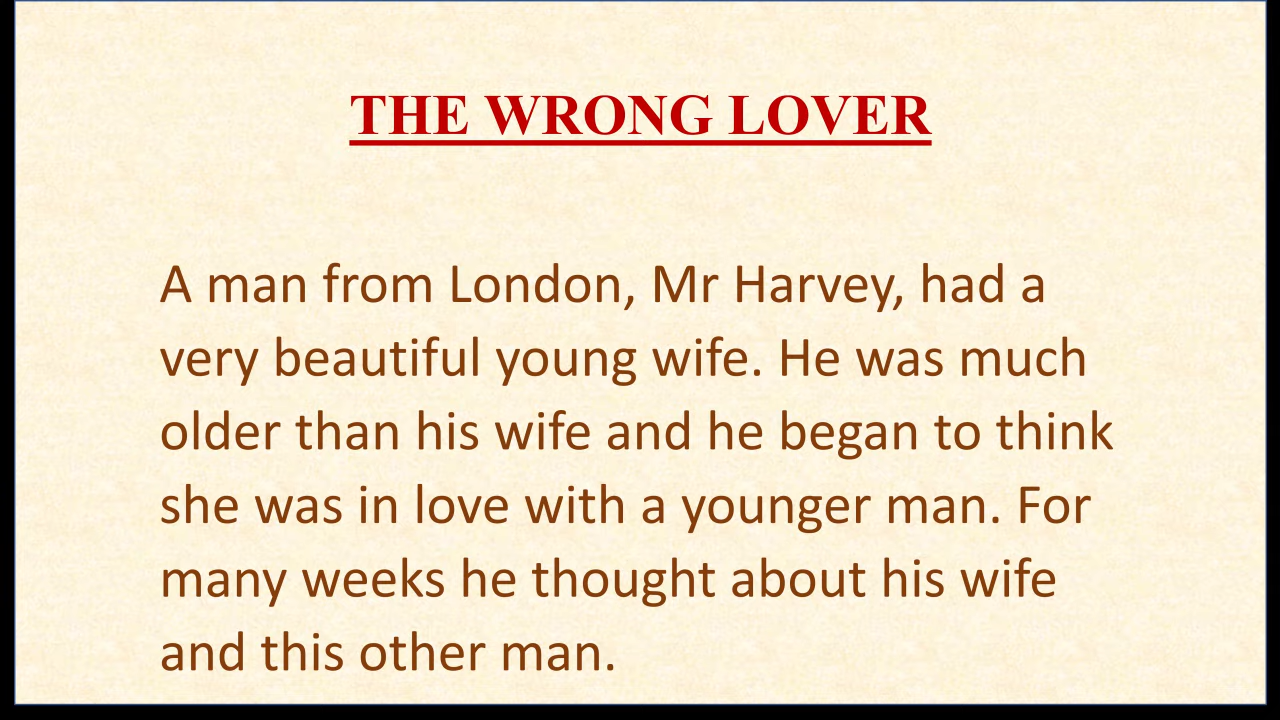 THE WRONG LOVER
A man from London, Mr Harvey, had a
very beautiful young wife. He was much
older than his wife and he began to think
she was in love with a younger man. For
many weeks he thought about his wife
and this other man.